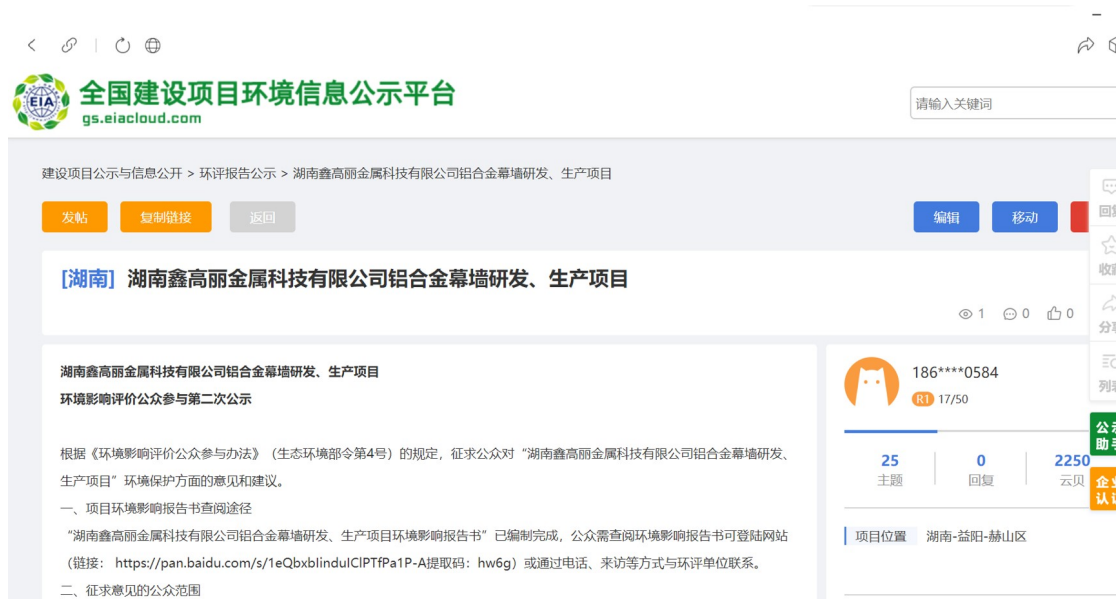 全国建设项目环境信息公示平台
EIA
gs.eiacloud.com
请输入关键词
建设项目公示与信息公开 > 环评报告公示 > 湖南鑫高丽金属科技有限公司铝合金幕墙研发、生产项目
发帖 复制链接 返回 编辑 移动
[湖南] 湖南鑫高丽金属科技有限公司铝合金幕墙研发、生产项目
1 0 0
湖南鑫高丽金属科技有限公司铝合金幕墙研发、生产项目
环境影响评价公众参与第二次公示
根据《环境影响评价公众参与办法》（生态环境部令第4号）的规定，征求公众对“湖南鑫高丽金属科技有限公司铝合金幕墙研发、
生产项目”环境保护方面的意见和建议。
一、项目环境影响报告书查阅途径
“湖南鑫高丽金属科技有限公司铝合金幕墙研发、生产项目环境影响报告书”已编制完成，公众需查阅环境影响报告书可登陆网站
（链接： https://pan.baidu.com/s/1eQbxbIinduIClPTfPa1P-A提取码：hw6g）或通过电话、来访等方式与环评单位联系。
二、征求意见的公众范围
186****0584
R1 17/50
25 0 2250
主题 回复 云贝
项目位置 湖南-益阳-赫山区
回
收
分
列
公
助
企
认